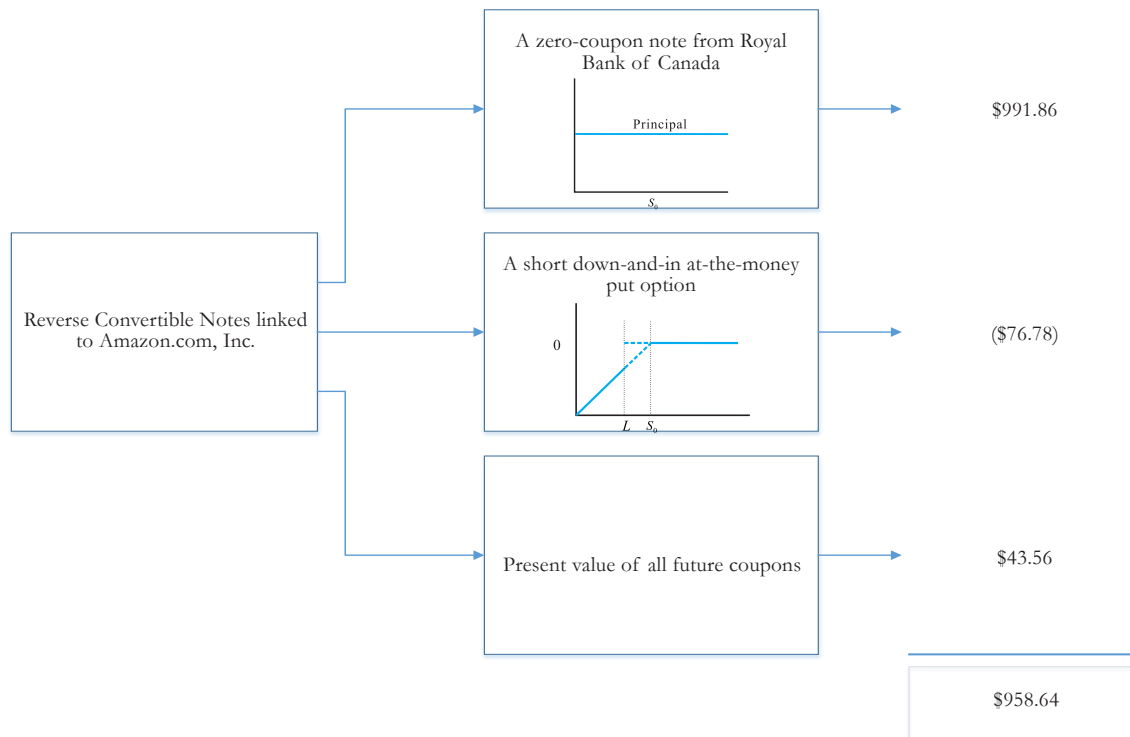 A zero-coupon note from Royal
Bank of Canada
Principal
S₀
$991.86
Reverse Convertible Notes linked
to Amazon.com, Inc.
A short down-and-in at-the-money
put option
0
L S₀
($76.78)
Present value of all future coupons
$43.56
$958.64